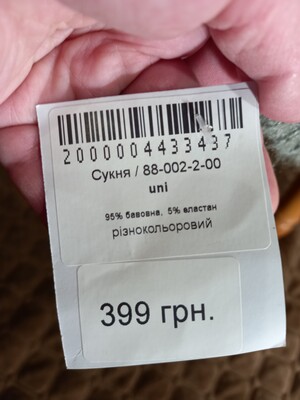 2000004433437
Сукня / 88-002-2-00
uni
95% бавовна, 5% еластан
різнокольоровий
399 грн.